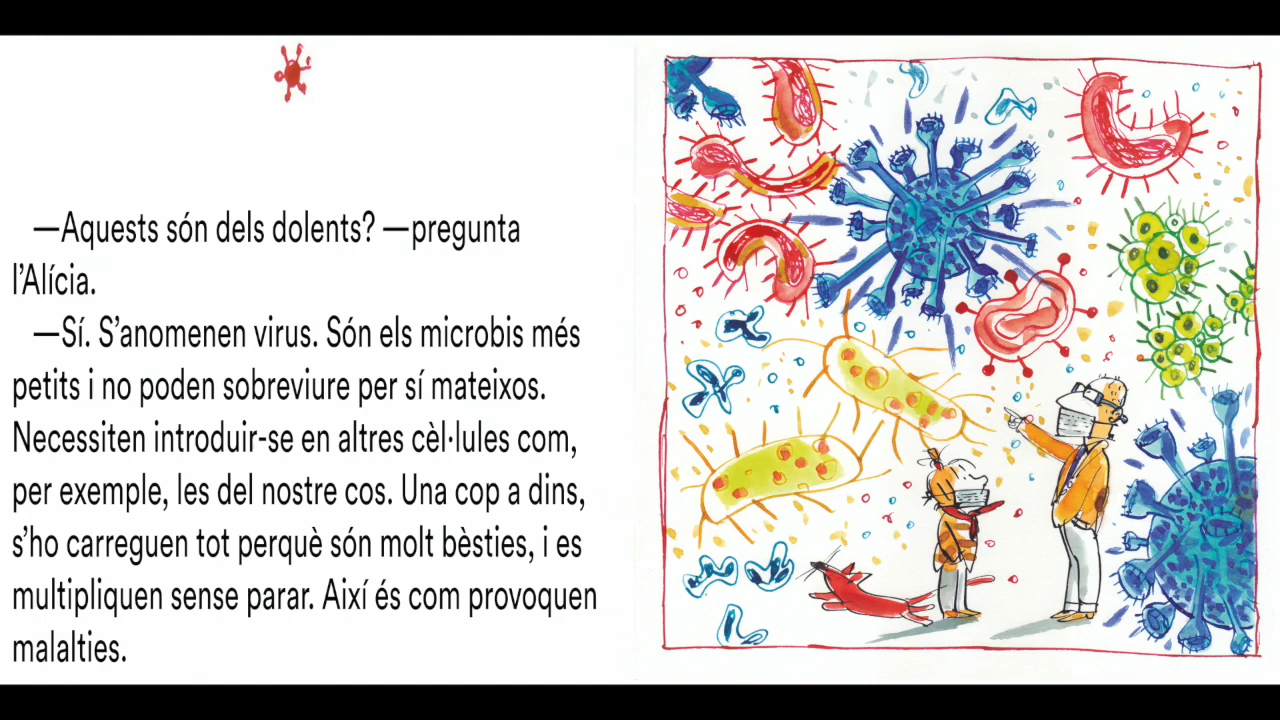 —Aquests són dels dolents? —pregunta
l’Alícia.
—Sí. S’anomenen virus. Són els microbis més
petits i no poden sobreviure per sí mateixos.
Necessiten introduir-se en altres cèl·lules com,
per exemple, les del nostre cos. Una cop a dins,
s’ho carreguen tot perquè són molt bèsties, i es
multipliquen sense parar. Així és com provoquen
malalties.